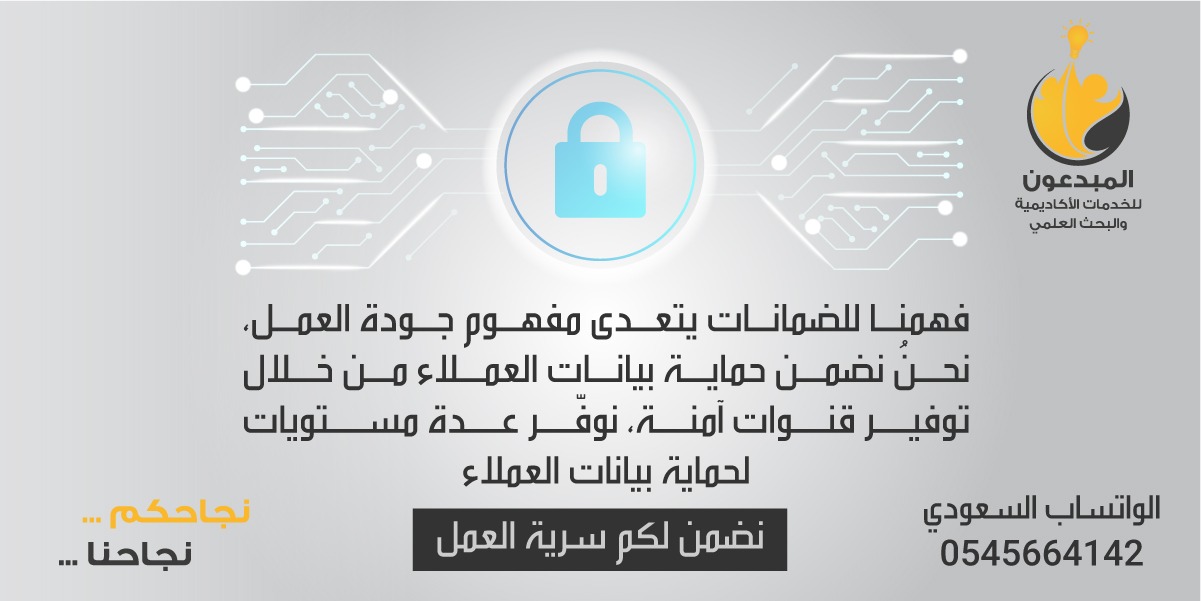 المبدعون
للخدمات الأكاديمية
والبحث العلمي
فهمنا للضمانات يتعدى مفهوم جودة العمل،
نحنُ نضمن حماية بيانات العملاء من خلال
توفير قنوات آمنة، نوفّر عدة مستويات
لحماية بيانات العملاء
نضمن لكم سرية العمل
الواتساب السعودي
0545664142
نجاحكم ...
نجاحنا ...